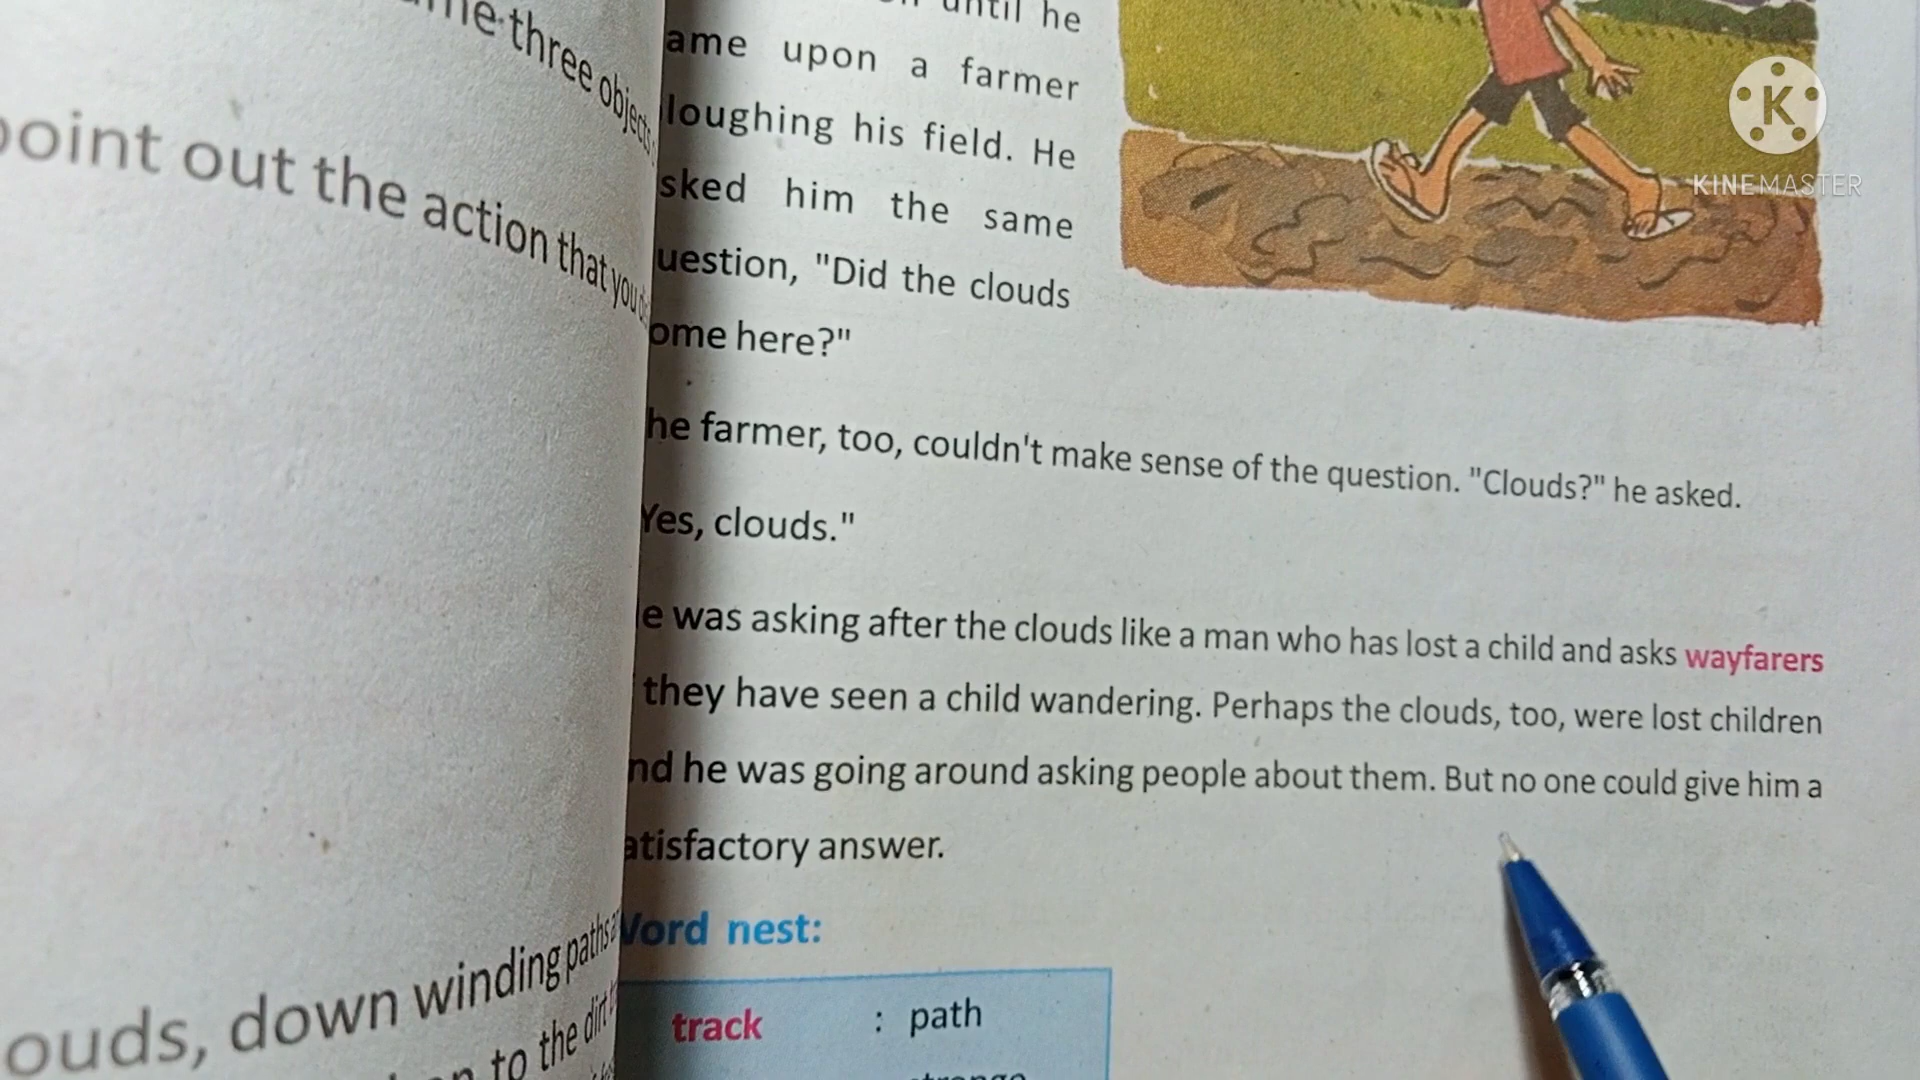 three objects
point out the action that you
ouds, down winding paths
to the dirt
until he
ame upon a farmer
loughing his field. He
sked him the same
uestion, "Did the clouds
ome here?"
he farmer, too, couldn't make sense of the question. "Clouds?" he asked.
Yes, clouds."
e was asking after the clouds like a man who has lost a child and asks wayfarers
they have seen a child wandering. Perhaps the clouds, too, were lost children
nd he was going around asking people about them. But no one could give him a
atisfactory answer.
Word nest:
track : path
K
KINEMASTER